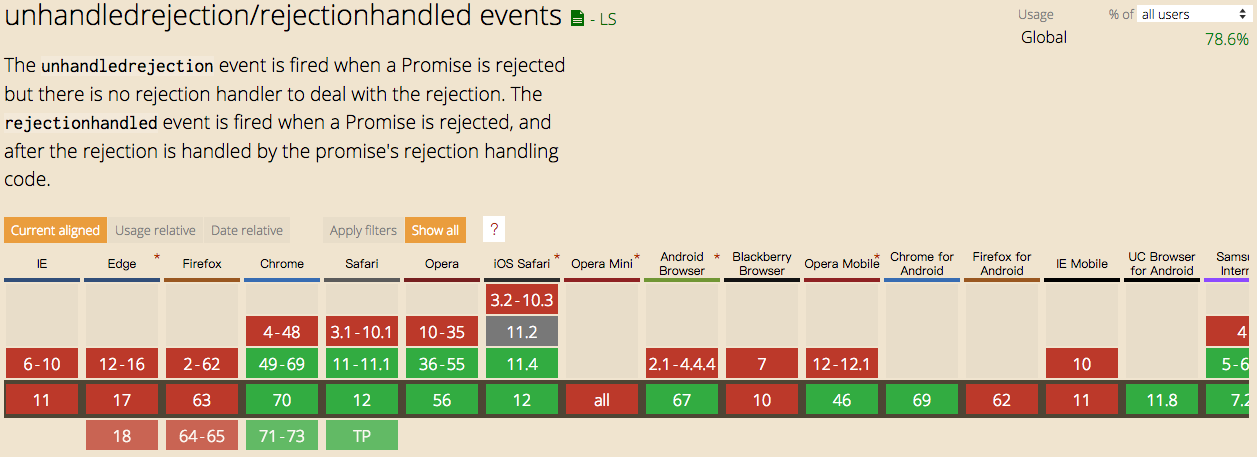 unhandledrejection/rejectionhandled events - LS
Usage % of all users
Global 78.6%
The unhandledrejection event is fired when a Promise is rejected
but there is no rejection handler to deal with the rejection. The
rejectionhandled event is fired when a Promise is rejected, and
after the rejection is handled by the promise's rejection handling
code.
Current aligned Usage relative Date relative Apply filters Show all ?
IE Edge * Firefox Chrome Safari Opera iOS Safari * Opera Mini * Android Browser * Blackberry Browser Opera Mobile * Chrome for Android Firefox for Android IE Mobile UC Browser for Android
3.2-10.3
4-48 3.1-10.1 10-35 11.2 4
6-10 12-16 2-62 49-69 11-11.1 36-55 11.4 2.1-4.4.4 7 12-12.1 10 5-6
11 17 63 70 12 56 12 all 67 10 46 69 62 11 11.8 7.2
18 64-65 71-73 TP